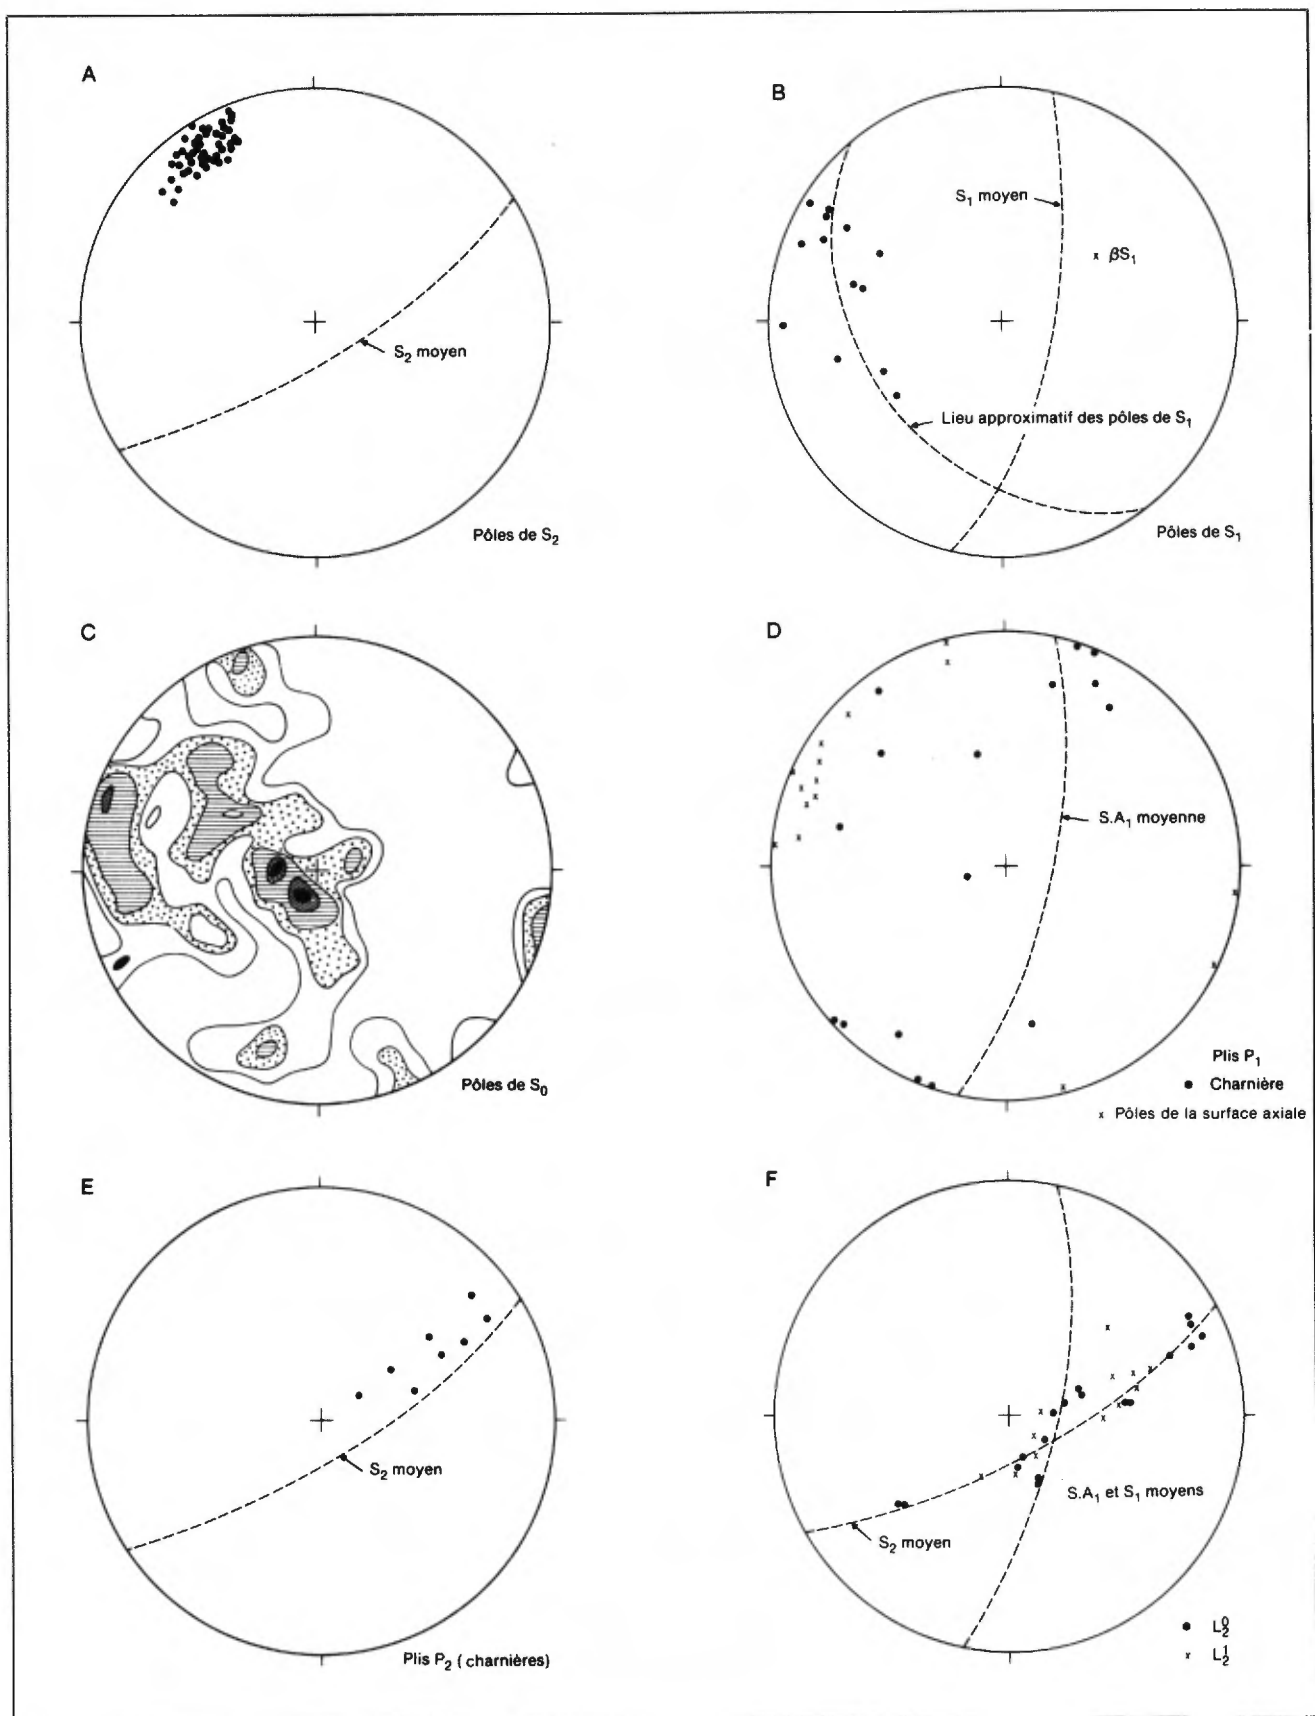 A
S₂ moyen
Pôles de S₂
B
S₁ moyen
x βS₁
Lieu approximatif des pôles de S₁
Pôles de S₁
C
Pôles de S₀
D
S.A₁ moyenne
Plis P₁
● Charnière
x Pôles de la surface axiale
E
S₂ moyen
Plis P₂ ( charnières)
F
S.A₁ et S₁ moyens
S₂ moyen
● L⁰₂
x L¹₂